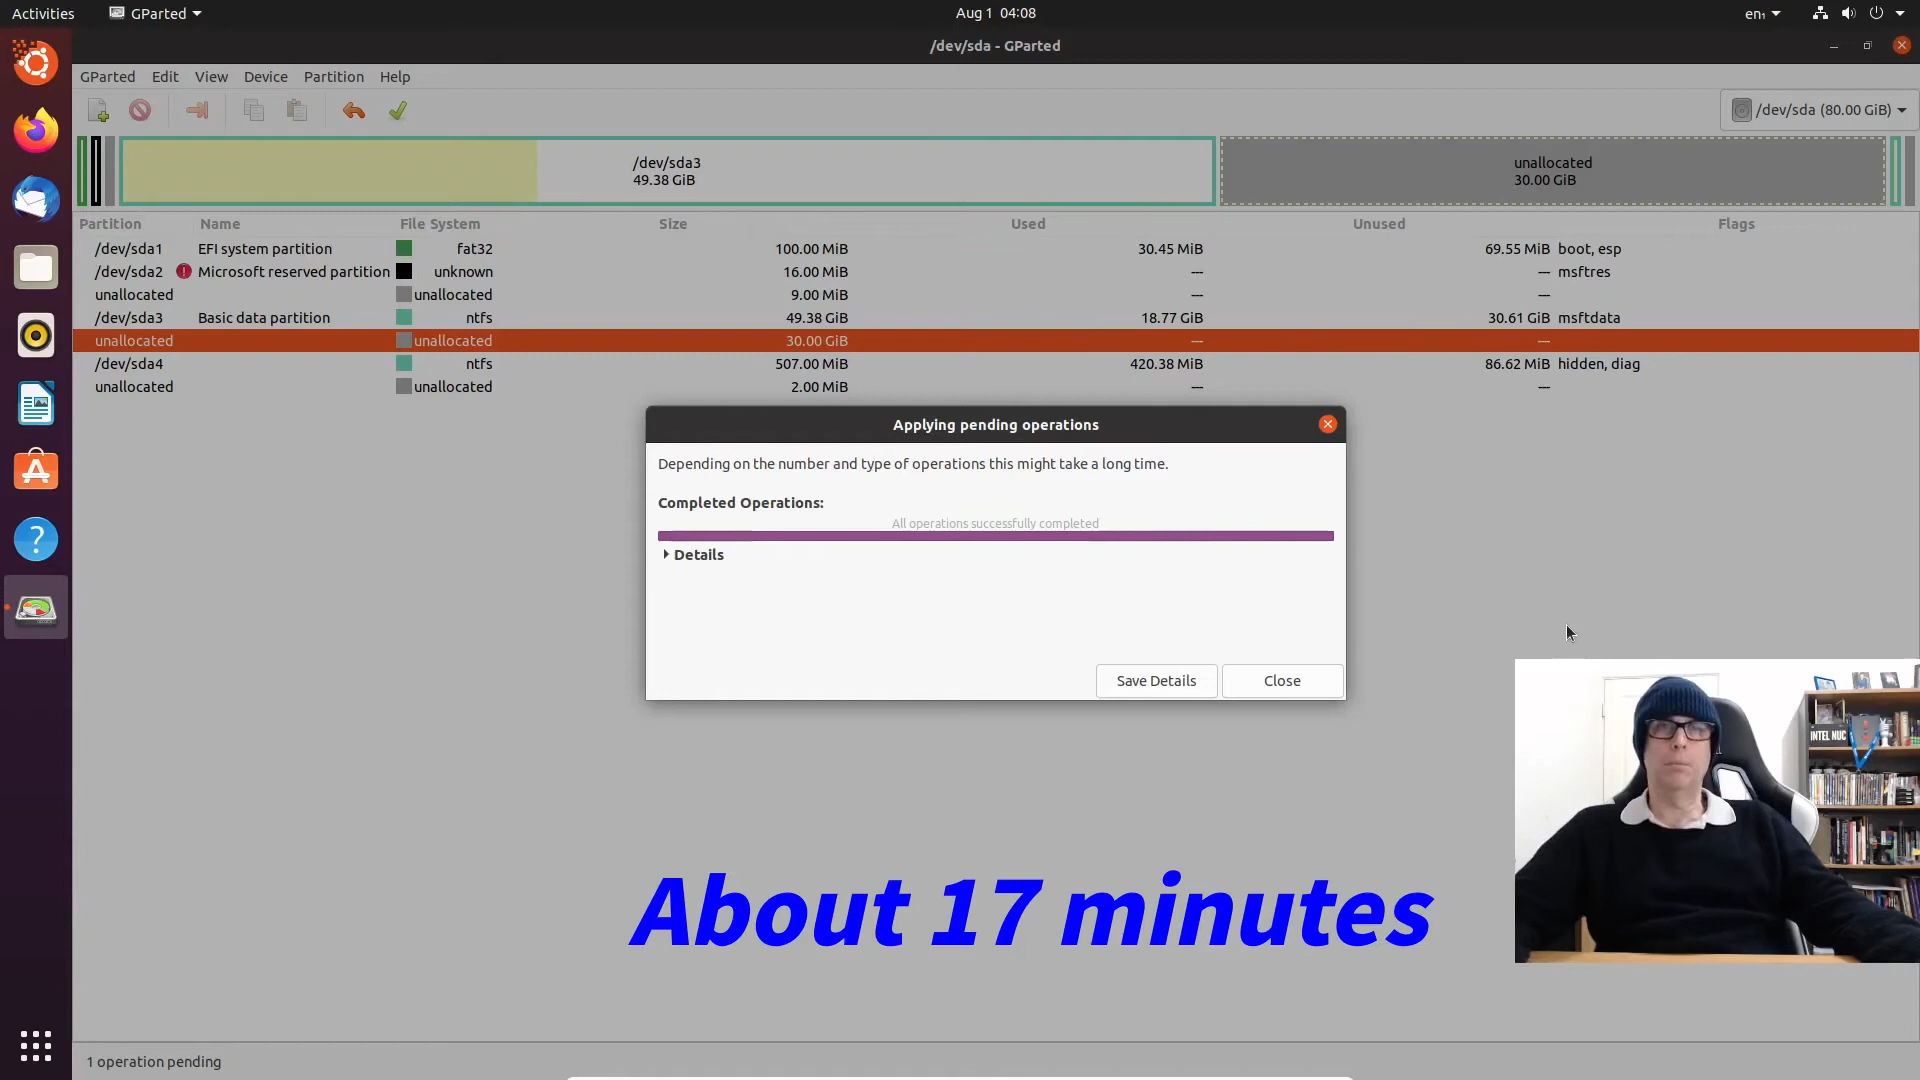 Activities GParted Aug 1 04:08 en₁
/dev/sda - GParted
GParted Edit View Device Partition Help
/dev/sda (80.00 GiB)
/dev/sda3
49.38 GiB
unallocated
30.00 GiB
Partition Name File System Size Used Unused Flags
/dev/sda1 EFI system partition fat32 100.00 MiB 30.45 MiB 69.55 MiB boot, esp
/dev/sda2 Microsoft reserved partition unknown 16.00 MiB --- --- msftres
unallocated unallocated 9.00 MiB --- ---
/dev/sda3 Basic data partition ntfs 49.38 GiB 18.77 GiB 30.61 GiB msftdata
unallocated unallocated 30.00 GiB --- ---
/dev/sda4 ntfs 507.00 MiB 420.38 MiB 86.62 MiB hidden, diag
unallocated unallocated 2.00 MiB --- ---
Applying pending operations
Depending on the number and type of operations this might take a long time.
Completed Operations:
All operations successfully completed
Details
Save Details Close
INTEL NUC
About 17 minutes
1 operation pending